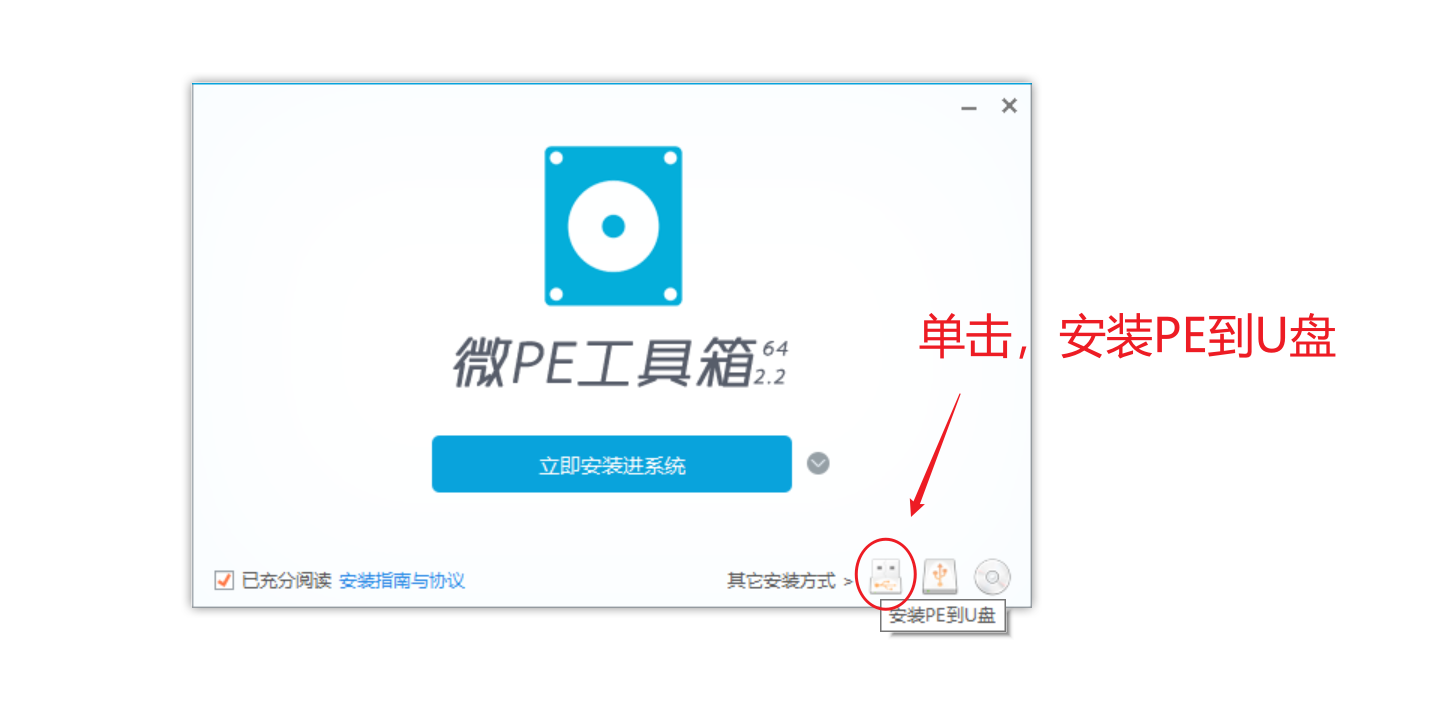 微PE工具箱 64 2.2
单击，安装PE到U盘
立即安装进系统
已充分阅读 安装指南与协议
其它安装方式 >
安装PE到U盘